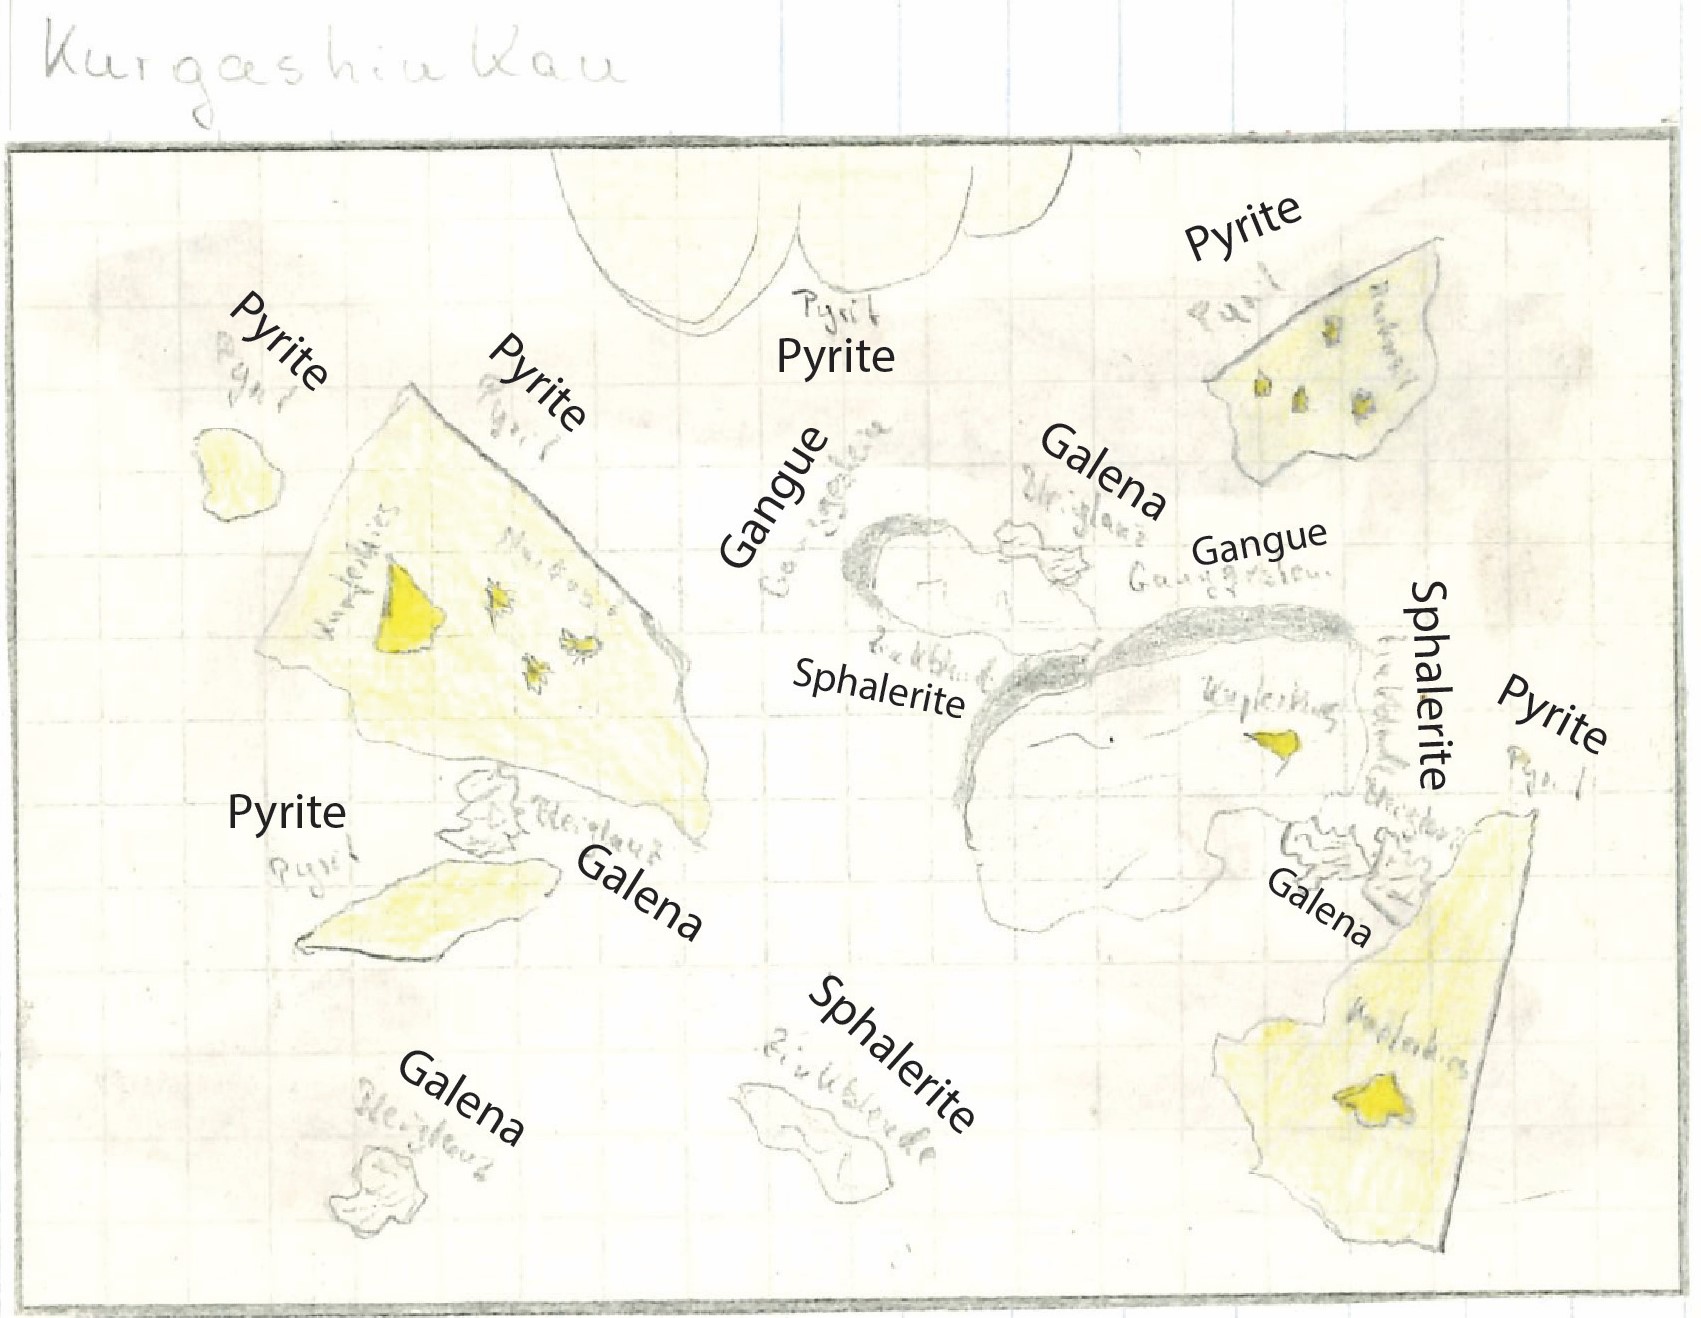 Kurgashin Kan
Pyrite
Pyrit
Pyrite
Pyrit
Pyrite
Pyrit
Pyrit
Pyrite
Gangue
Ganggestein
Galena
Bleiglanz
Gangue
Ganggestein
Kupferkies
Markasit
Zinkblende
Sphalerite
Kupferkies
Sphalerite
Zinkblende
Pyrite
Pyrit
Pyrite
Pyrit
Bleiglanz
Galena
Bleiglanz
Galena
Kupferkies
Sphalerite
Zinkblende
Galena
Bleiglanz